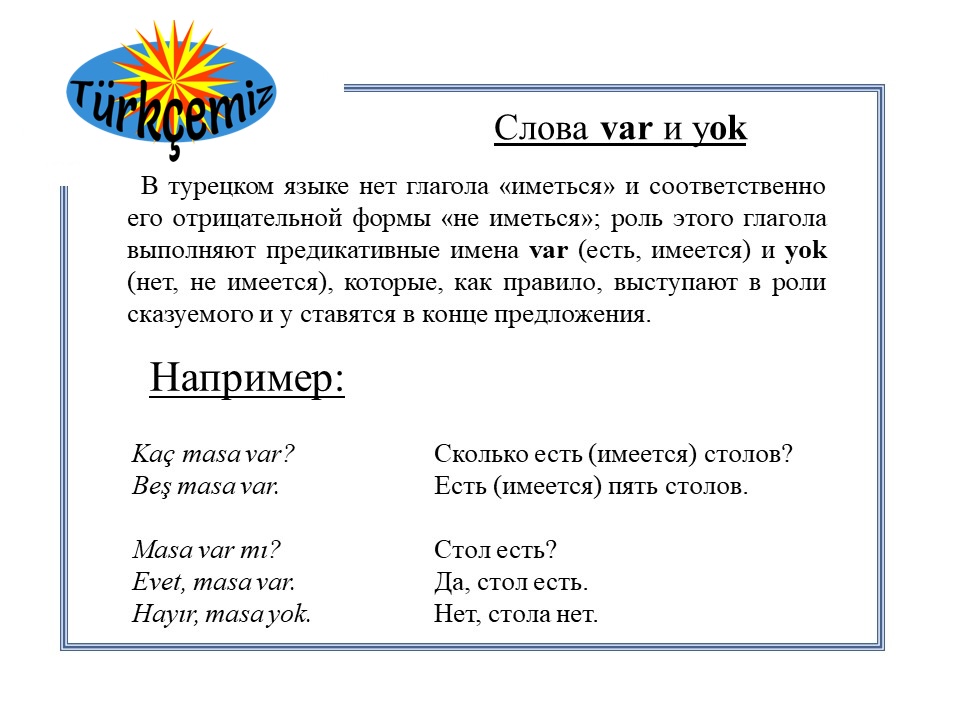 Türkçemiz
Слова var и yok
В турецком языке нет глагола «иметься» и соответственно
его отрицательной формы «не иметься»; роль этого глагола
выполняют предикативные имена var (есть, имеется) и yok
(нет, не имеется), которые, как правило, выступают в роли
сказуемого и у ставятся в конце предложения.
Например:
Kaç masa var? Сколько есть (имеется) столов?
Beş masa var. Есть (имеется) пять столов.
Masa var mı? Стол есть?
Evet, masa var. Да, стол есть.
Hayır, masa yok. Нет, стола нет.